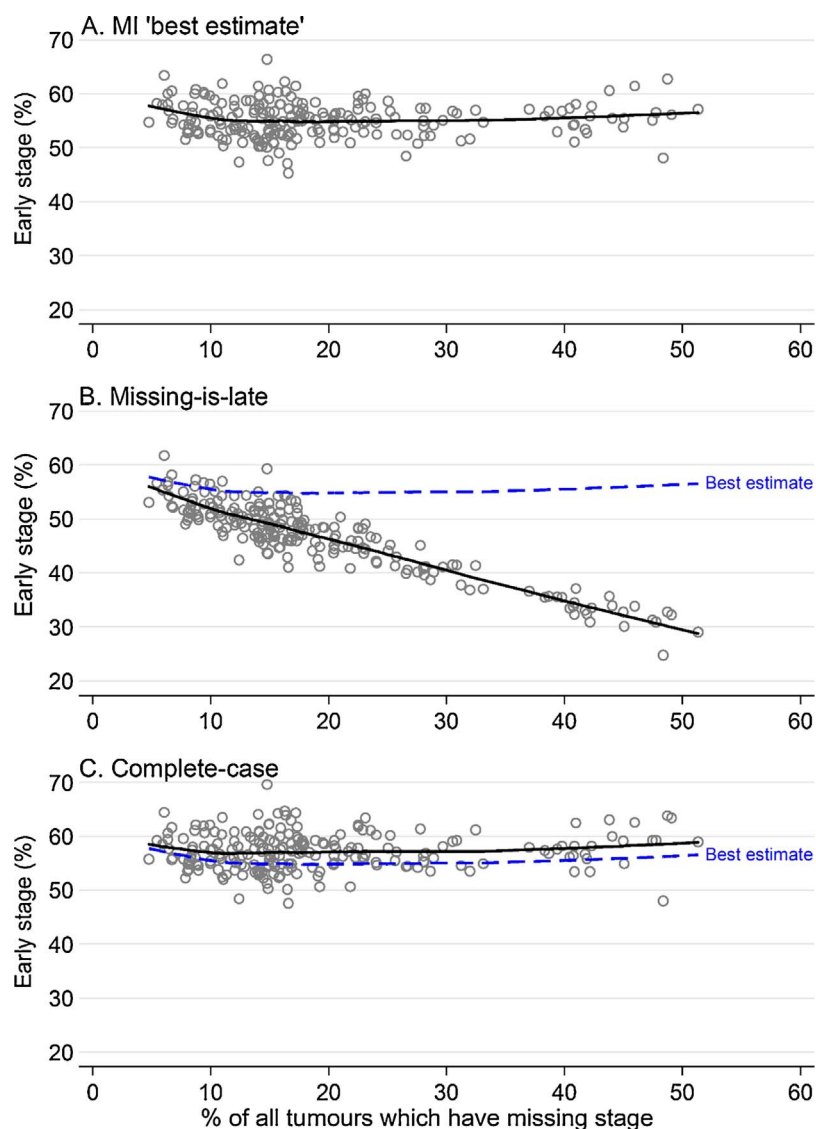 A. MI 'best estimate'
70
60
50
40
30
20
Early stage (%)
0 10 20 30 40 50 60
B. Missing-is-late
70
60
50
40
30
20
Early stage (%)
Best estimate
0 10 20 30 40 50 60
C. Complete-case
70
60
50
40
30
20
Early stage (%)
Best estimate
0 10 20 30 40 50 60
% of all tumours which have missing stage